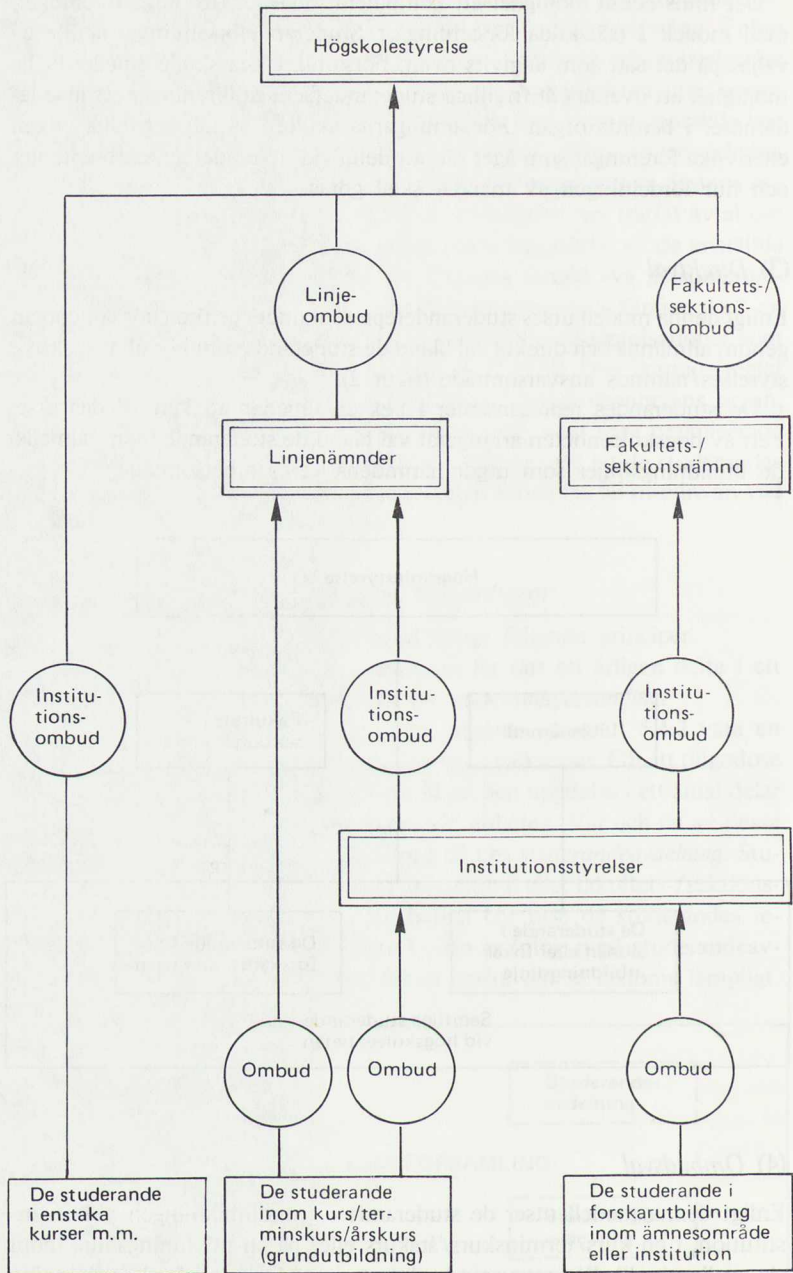 Högskolestyrelse
Linje-
ombud
Fakultets-/
sektions-
ombud
Linjenämnder
Fakultets-/
sektionsnämnd
Institu-
tions-
ombud
Institu-
tions-
ombud
Institu-
tions-
ombud
Institutionsstyrelser
Ombud
Ombud
Ombud
De studerande
i enstaka
kurser m.m.
De studerande
inom kurs/ter-
minskurs/årskurs
(grundutbildning)
De studerande i
forskarutbildning
inom ämnesområde
eller institution